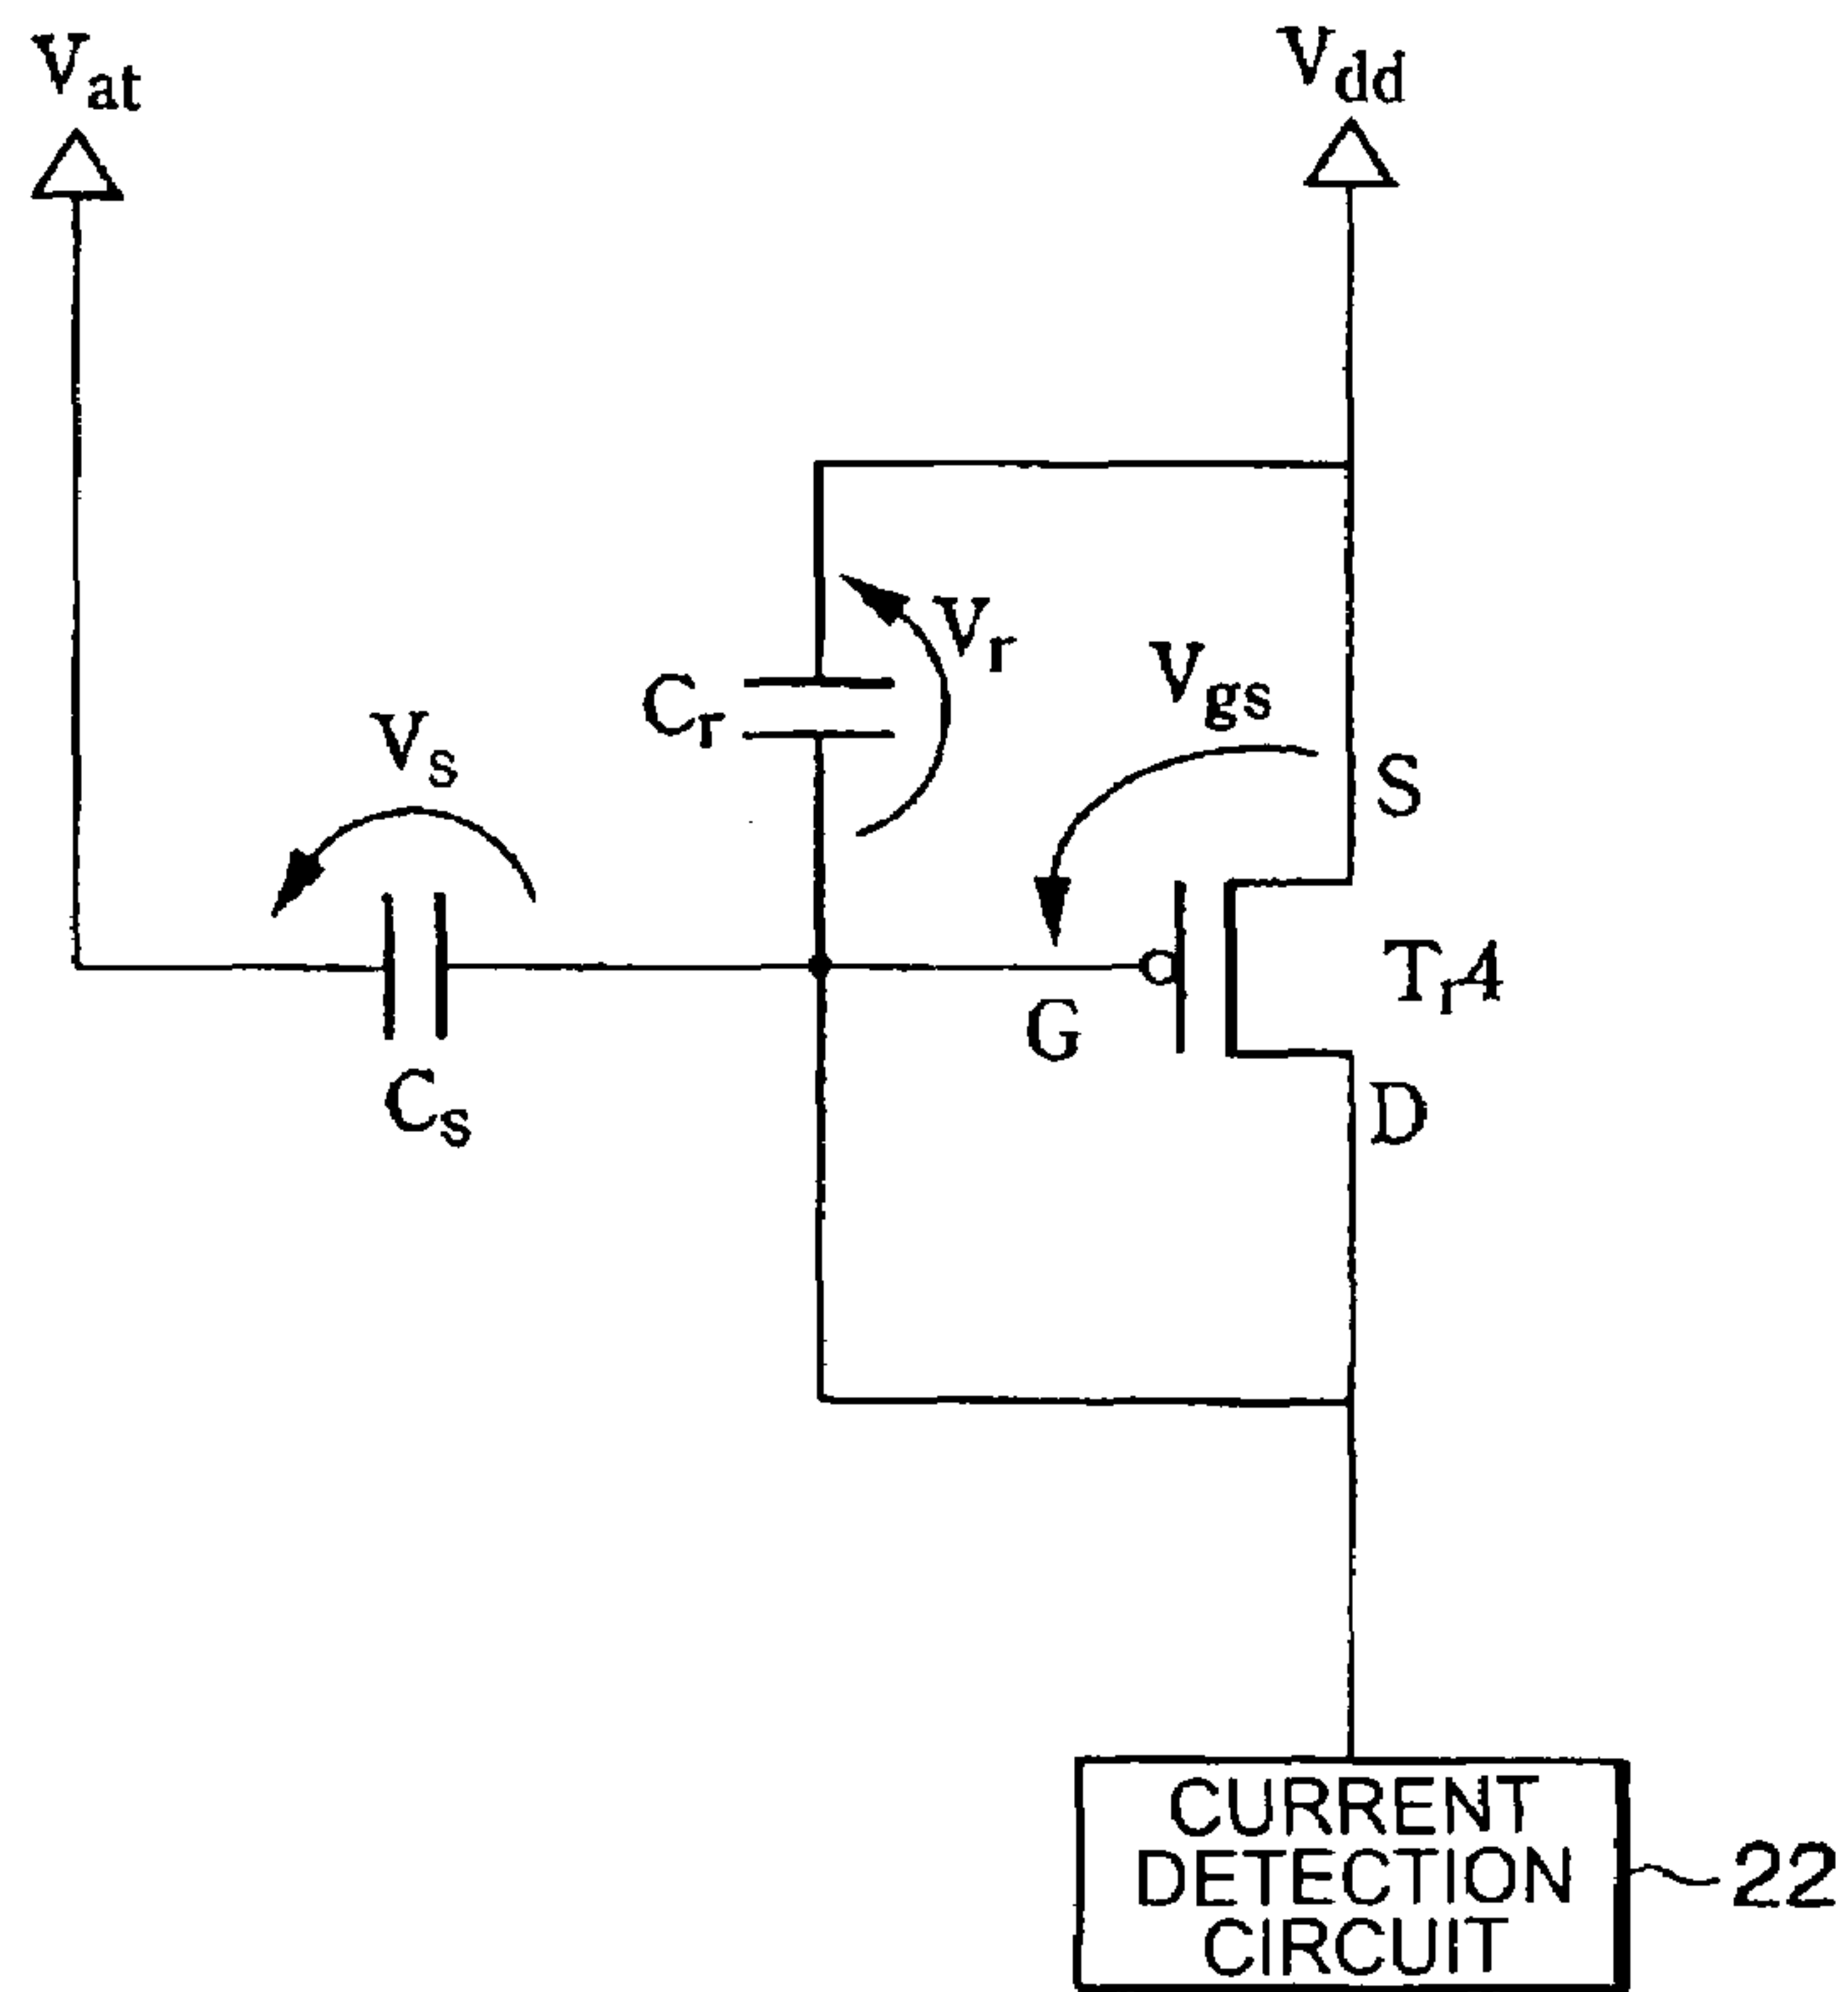 Vat
Vdd
Vr
Cr
Vgs
Vs
S
Tr4
G
Cs
D
CURRENT
DETECTION
CIRCUIT
22